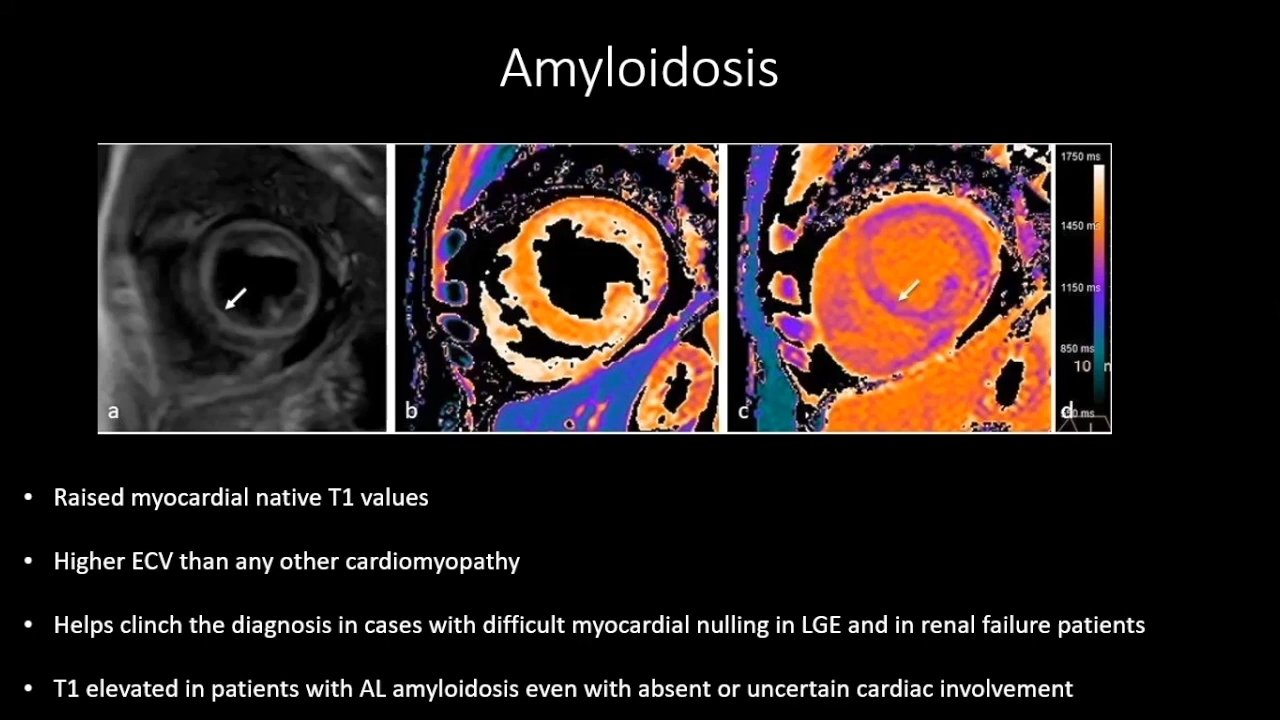 Amyloidosis
1750 ms
1450 ms
1150 ms
850 ms
10
a
b
c
d
• Raised myocardial native T1 values
• Higher ECV than any other cardiomyopathy
• Helps clinch the diagnosis in cases with difficult myocardial nulling in LGE and in renal failure patients
• T1 elevated in patients with AL amyloidosis even with absent or uncertain cardiac involvement